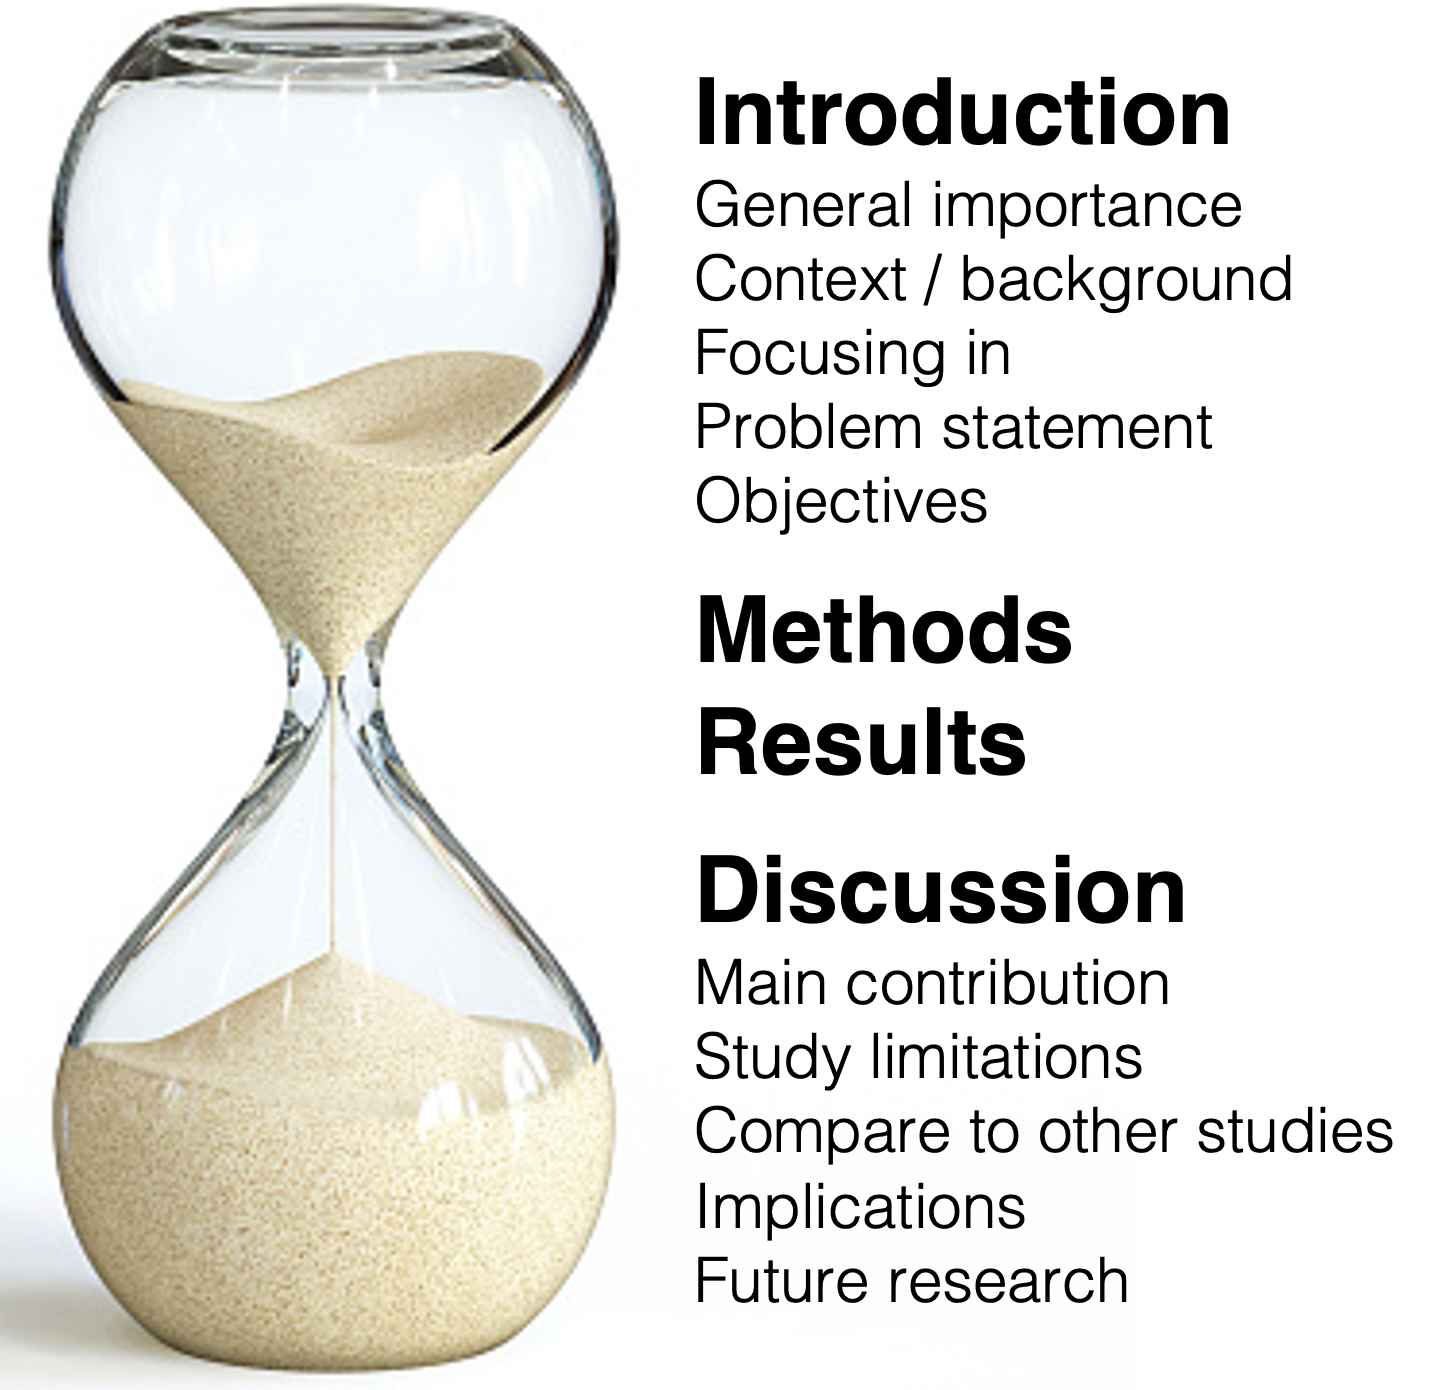 Introduction
General importance
Context / background
Focusing in
Problem statement
Objectives
Methods
Results
Discussion
Main contribution
Study limitations
Compare to other studies
Implications
Future research